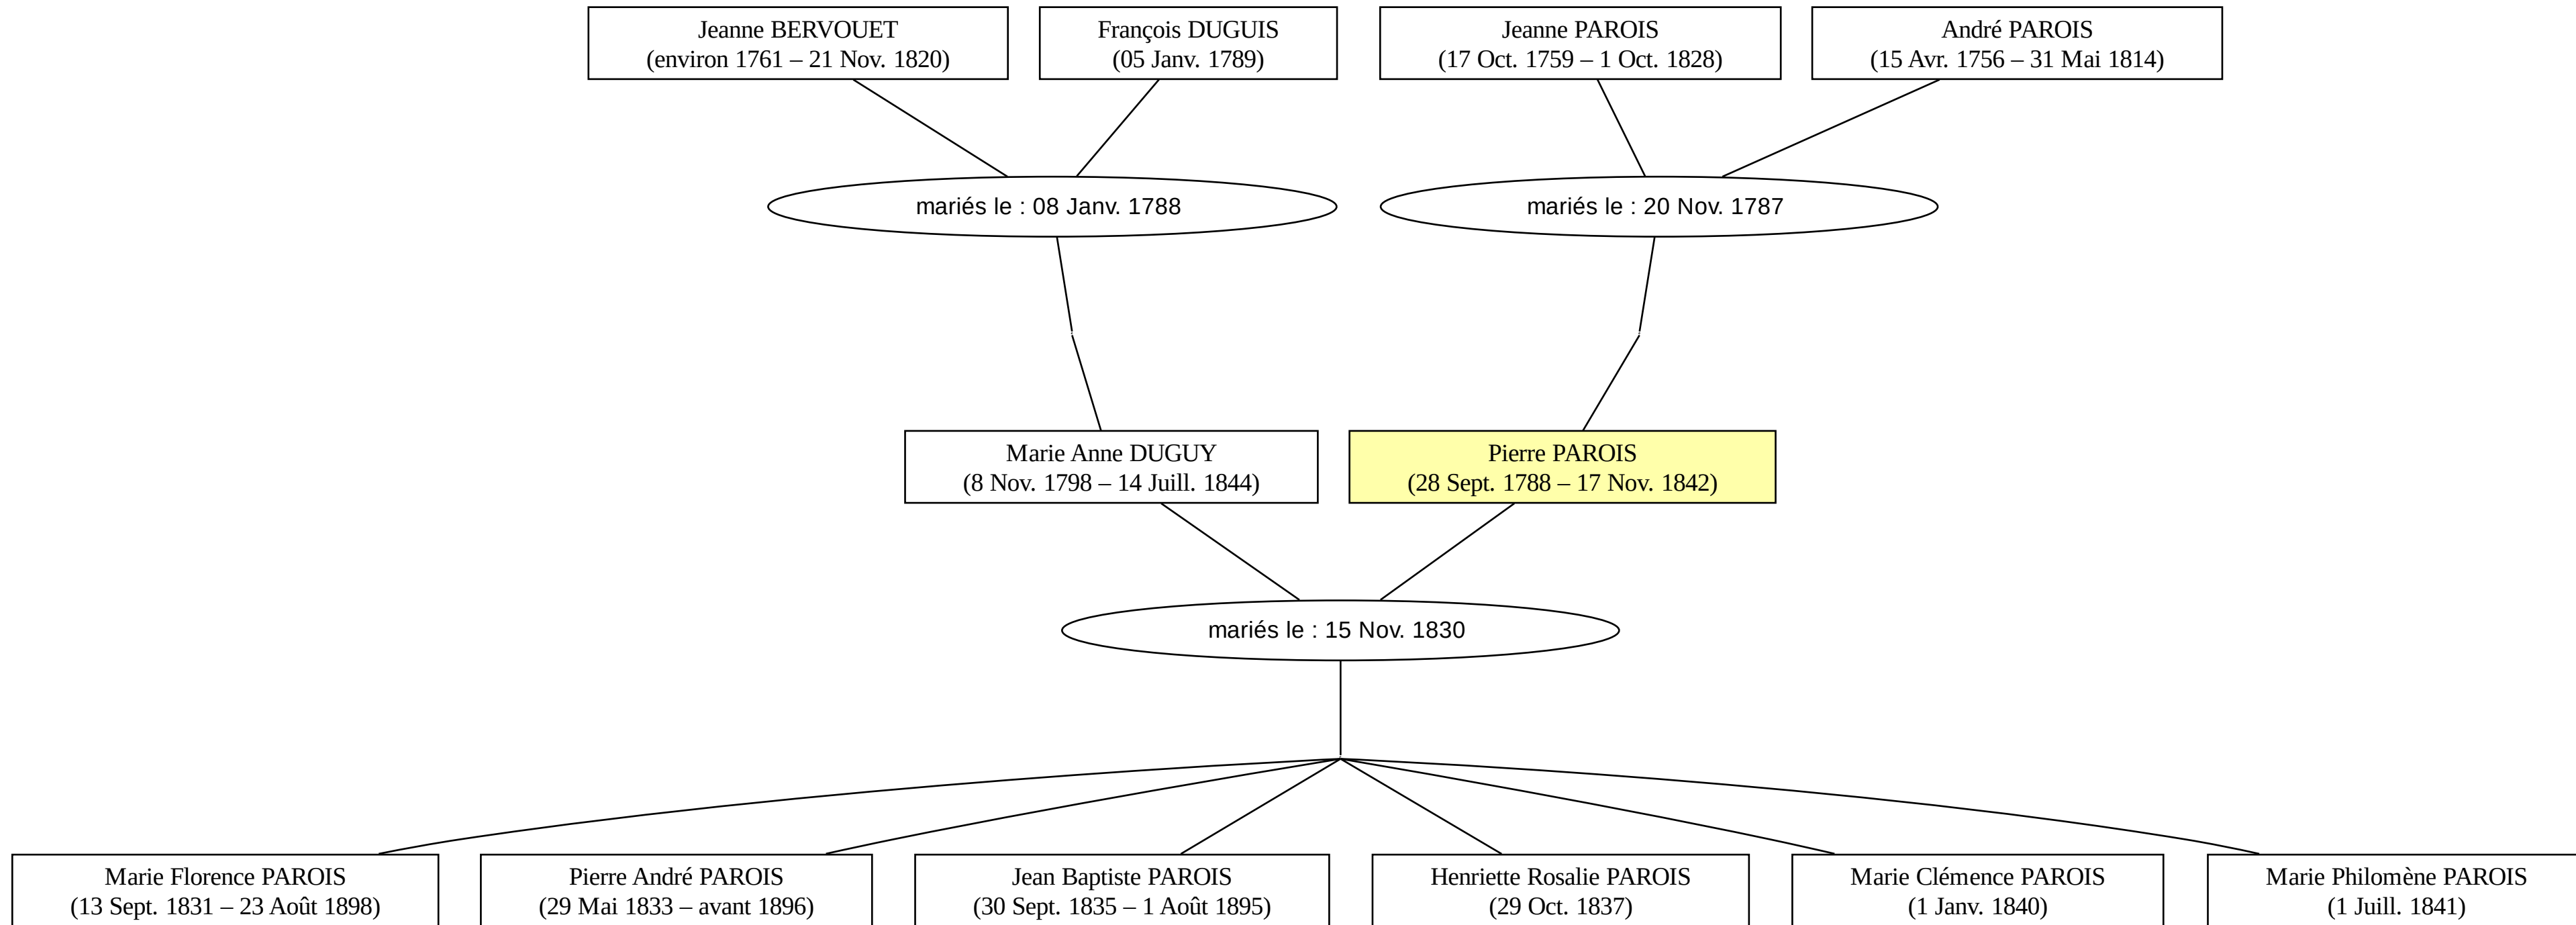 Jeanne BERVOUET
(environ 1761 – 21 Nov. 1820)
François DUGUIS
(05 Janv. 1789)
Jeanne PAROIS
(17 Oct. 1759 – 1 Oct. 1828)
André PAROIS
(15 Avr. 1756 – 31 Mai 1814)
mariés le : 08 Janv. 1788
mariés le : 20 Nov. 1787
Marie Anne DUGUY
(8 Nov. 1798 – 14 Juill. 1844)
Pierre PAROIS
(28 Sept. 1788 – 17 Nov. 1842)
mariés le : 15 Nov. 1830
Marie Florence PAROIS
(13 Sept. 1831 – 23 Août 1898)
Pierre André PAROIS
(29 Mai 1833 – avant 1896)
Jean Baptiste PAROIS
(30 Sept. 1835 – 1 Août 1895)
Henriette Rosalie PAROIS
(29 Oct. 1837)
Marie Clémence PAROIS
(1 Janv. 1840)
Marie Philomène PAROIS
(1 Juill. 1841)